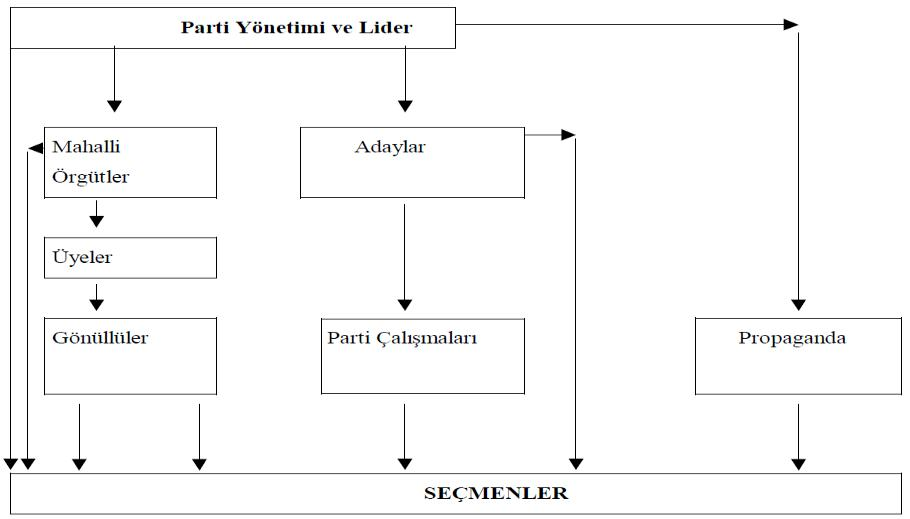 Parti Yönetimi ve Lider
Mahalli
Örgütler
Adaylar
Üyeler
Gönüllüler
Parti Çalışmaları
Propaganda
SEÇMENLER